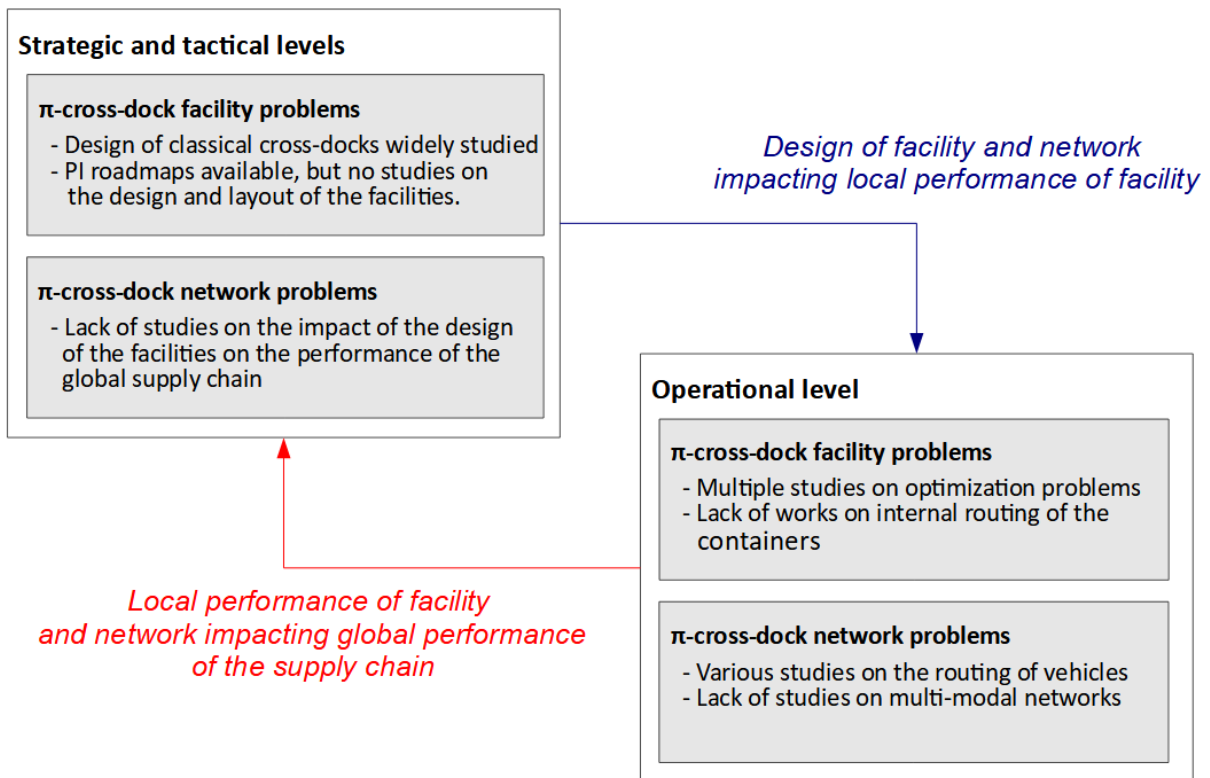 Strategic and tactical levels
π-cross-dock facility problems
- Design of classical cross-docks widely studied
- PI roadmaps available, but no studies on
the design and layout of the facilities.
π-cross-dock network problems
- Lack of studies on the impact of the design
of the facilities on the performance of the
global supply chain
Design of facility and network
impacting local performance of facility
Operational level
π-cross-dock facility problems
- Multiple studies on optimization problems
- Lack of works on internal routing of the
containers
π-cross-dock network problems
- Various studies on the routing of vehicles
- Lack of studies on multi-modal networks
Local performance of facility
and network impacting global performance
of the supply chain